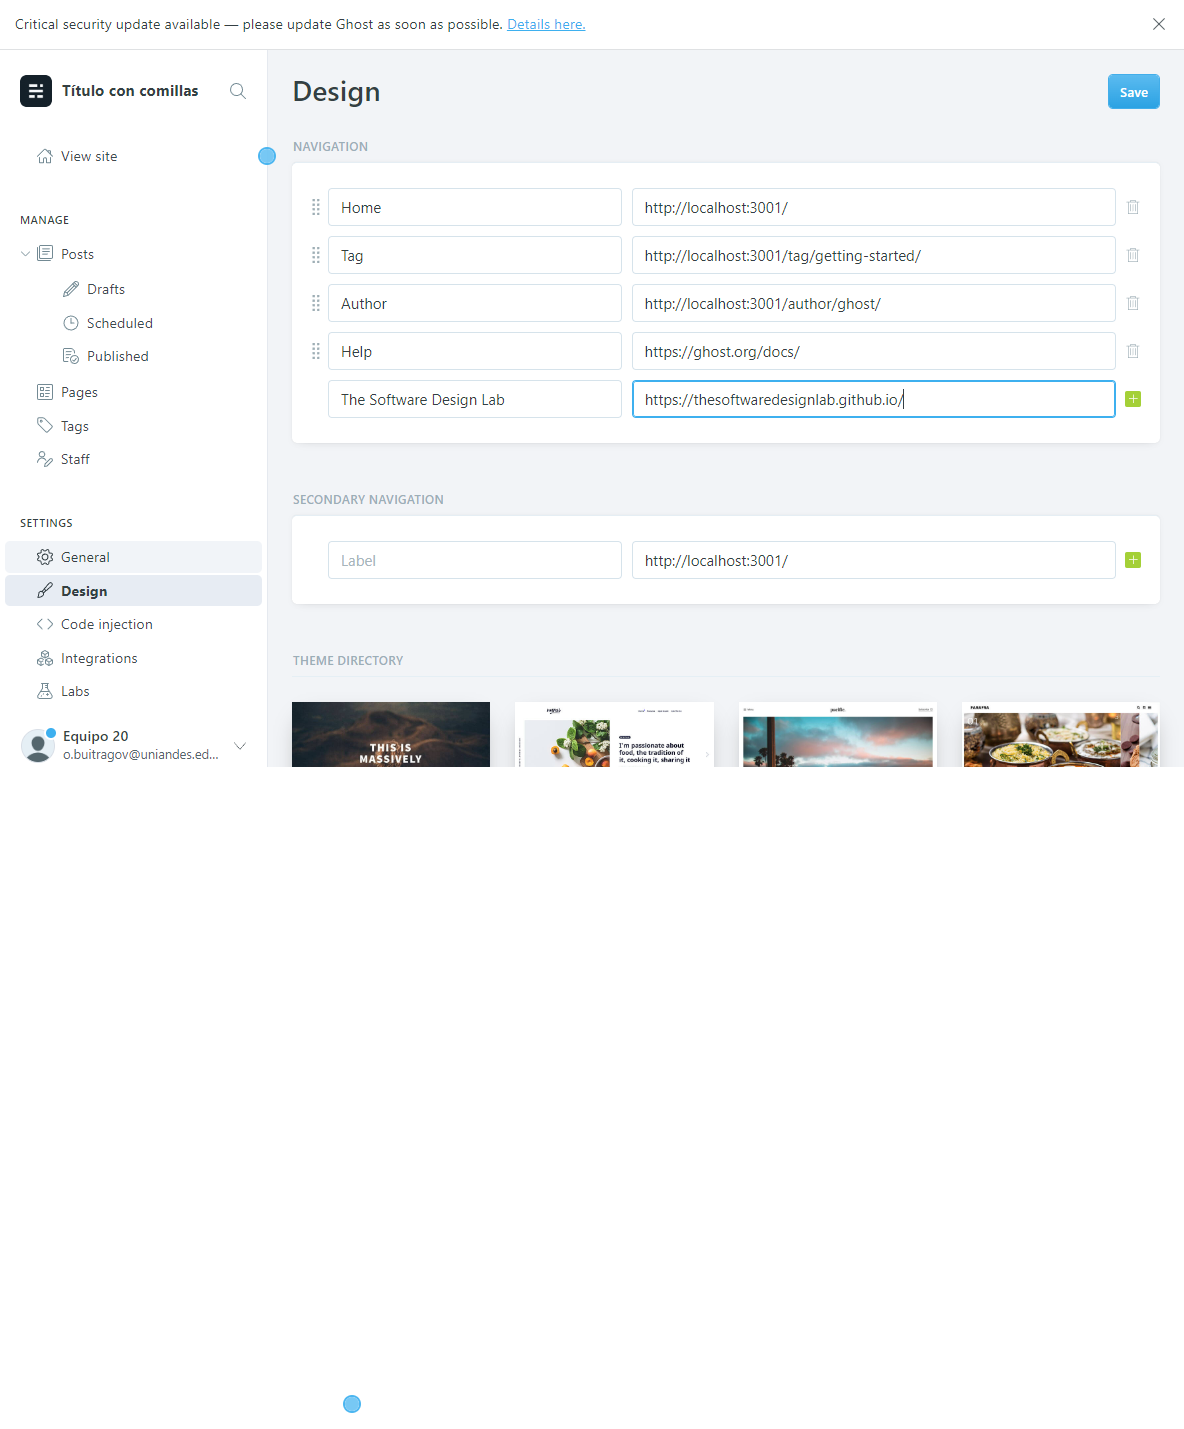 Critical security update available — please update Ghost as soon as possible. Details here.
Título con comillas
View site
MANAGE
Posts
Drafts
Scheduled
Published
Pages
Tags
Staff
SETTINGS
General
Design
Code injection
Integrations
Labs
Equipo 20
o.buitragov@uniandes.ed...
Design
Save
NAVIGATION
Home http://localhost:3001/
Tag http://localhost:3001/tag/getting-started/
Author http://localhost:3001/author/ghost/
Help https://ghost.org/docs/
The Software Design Lab https://thesoftwaredesignlab.github.io/
SECONDARY NAVIGATION
Label http://localhost:3001/
THEME DIRECTORY
THIS IS
MASSIVELY
I'm passionate about
food, the tradition of
it, cooking it, sharing it
pacific.
01